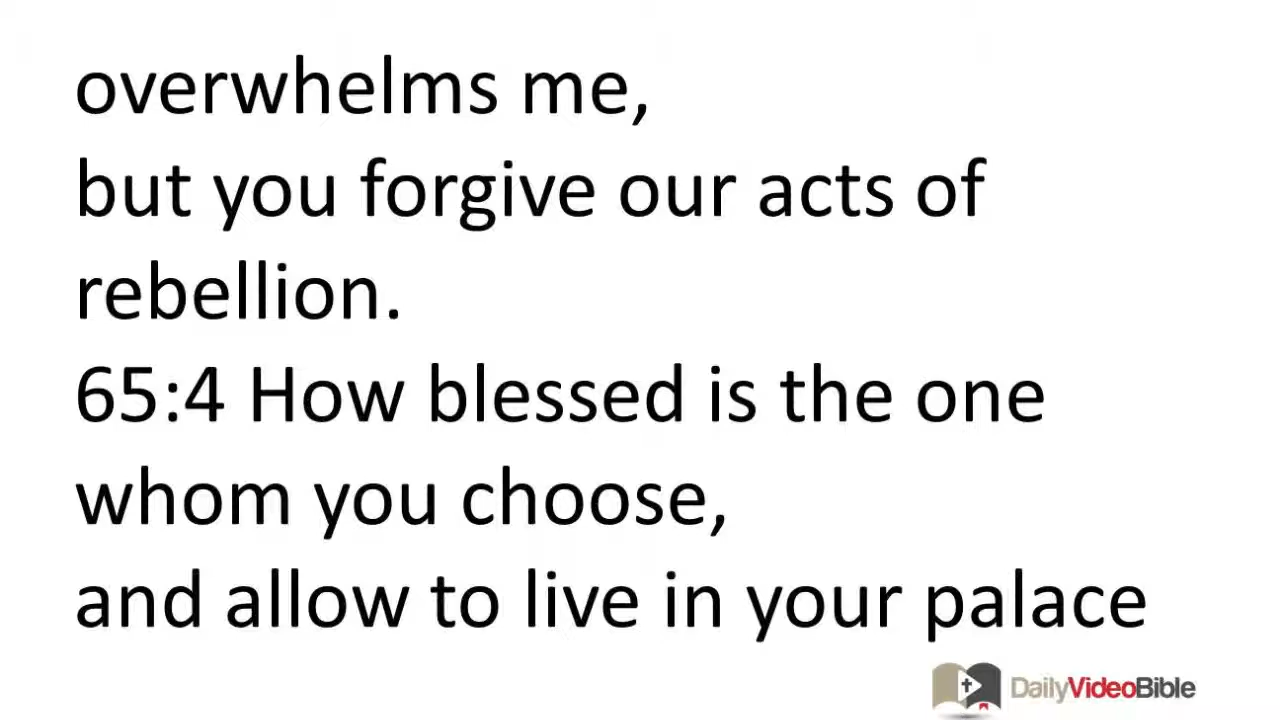 overwhelms me,
but you forgive our acts of
rebellion.
65:4 How blessed is the one
whom you choose,
and allow to live in your palace
DailyVideoBible